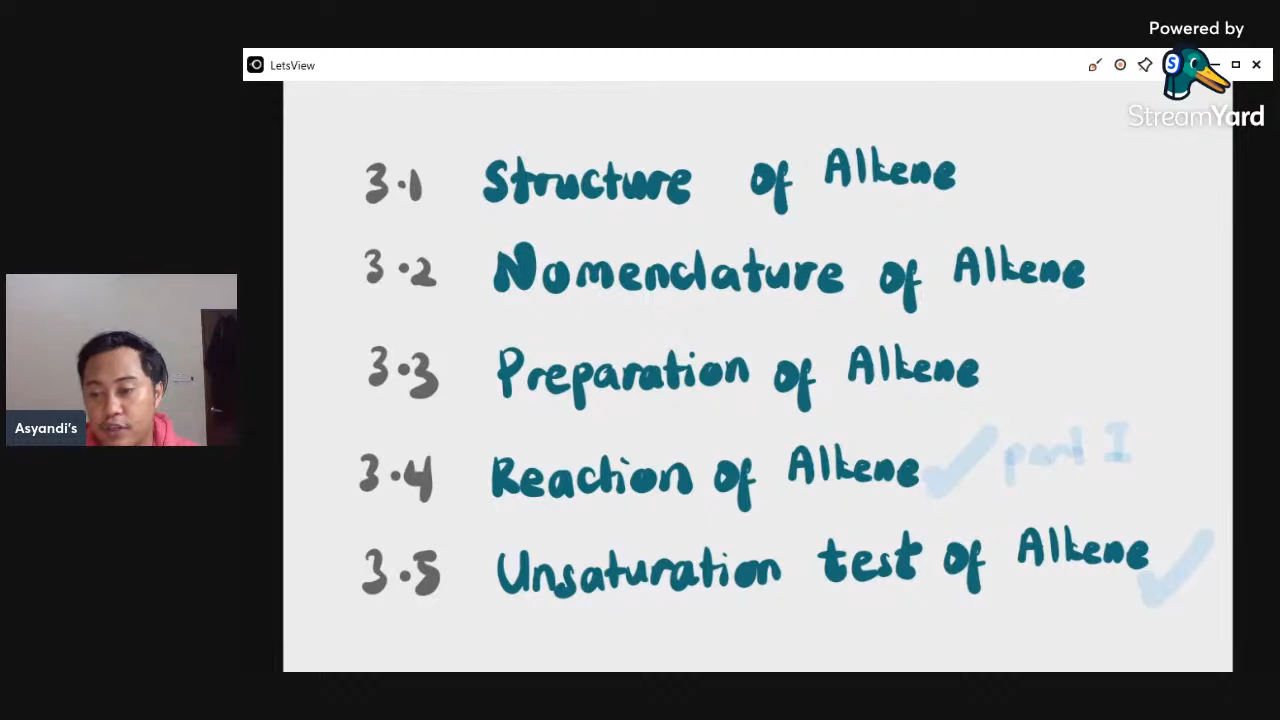 Powered by
LetsView
StreamYard
3.1 Structure of Alkene
3.2 Nomenclature of Alkene
3.3 Preparation of Alkene
3.4 Reaction of Alkene part I
3.5 Unsaturation test of Alkene
Asyandi's